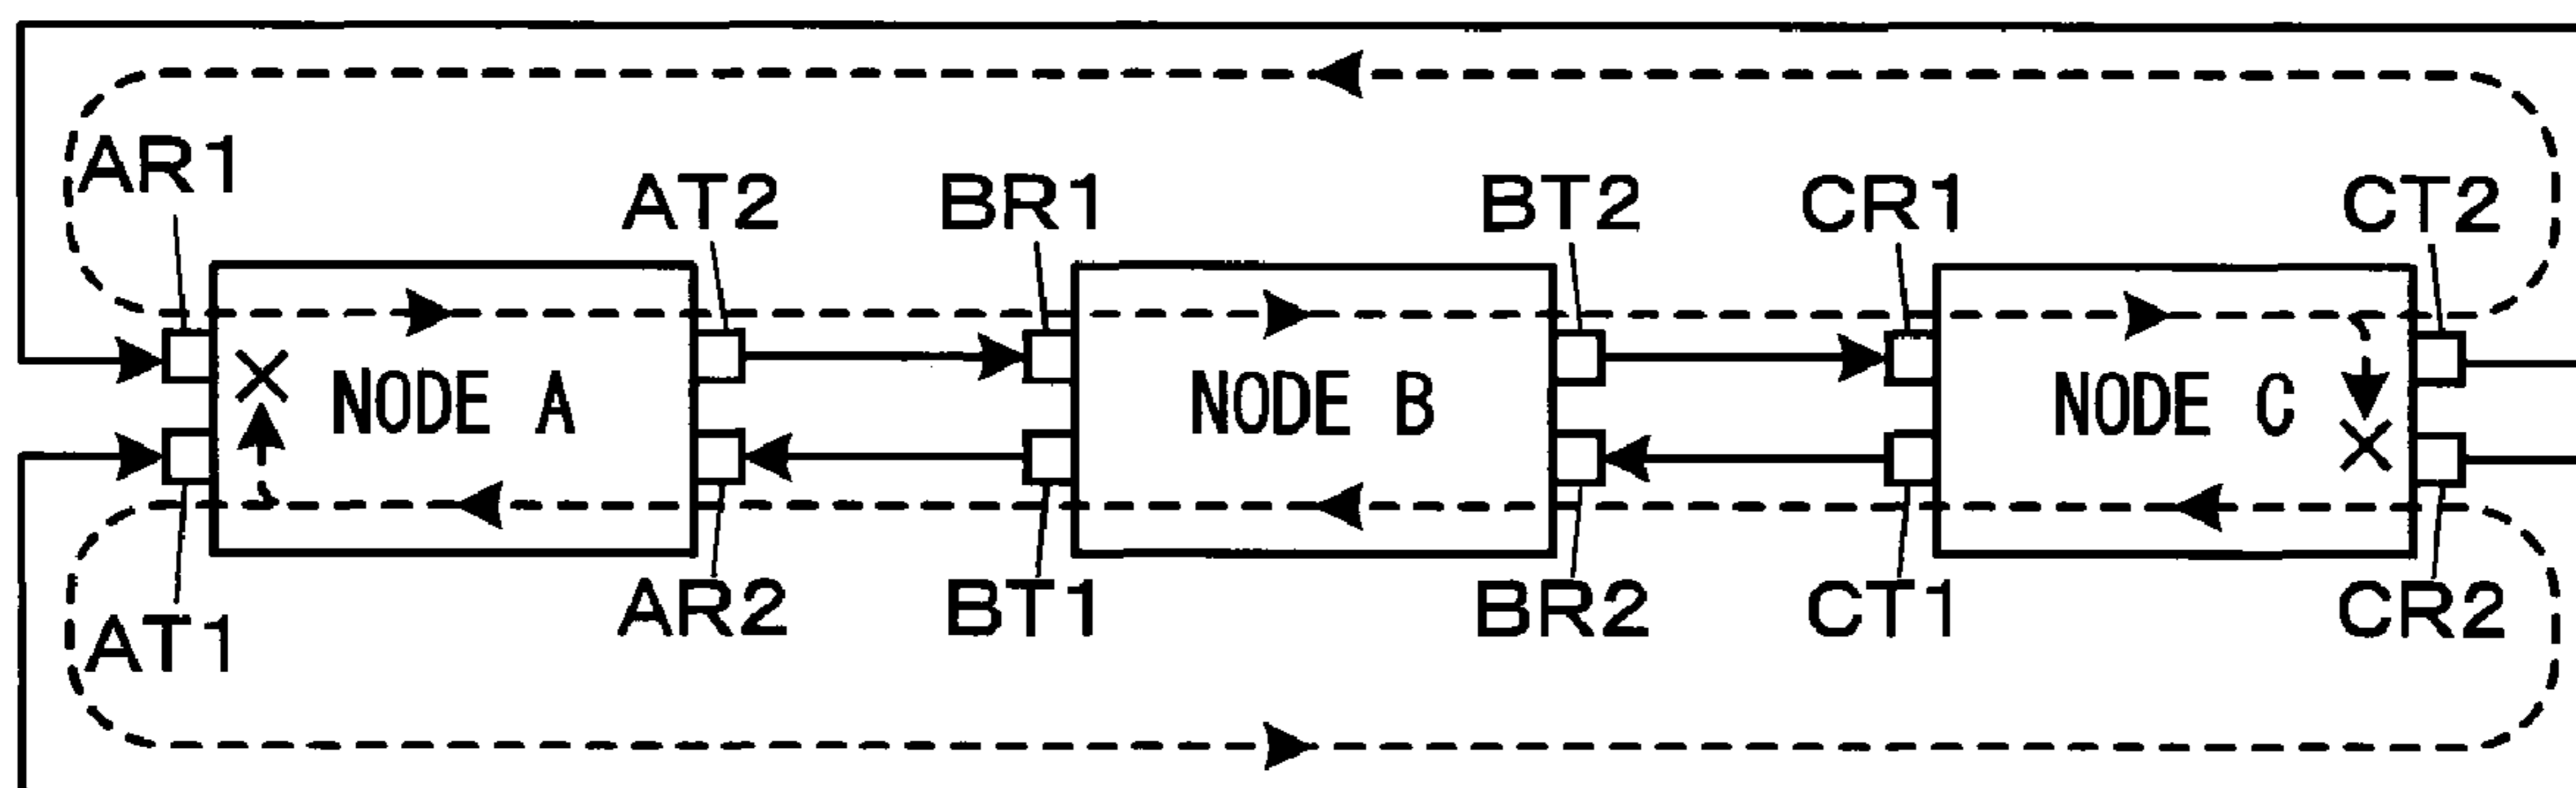 AR1
AT2 BR1 BT2 CR1 CT2
NODE A NODE B NODE C
AT1 AR2 BT1 BR2 CT1 CR2